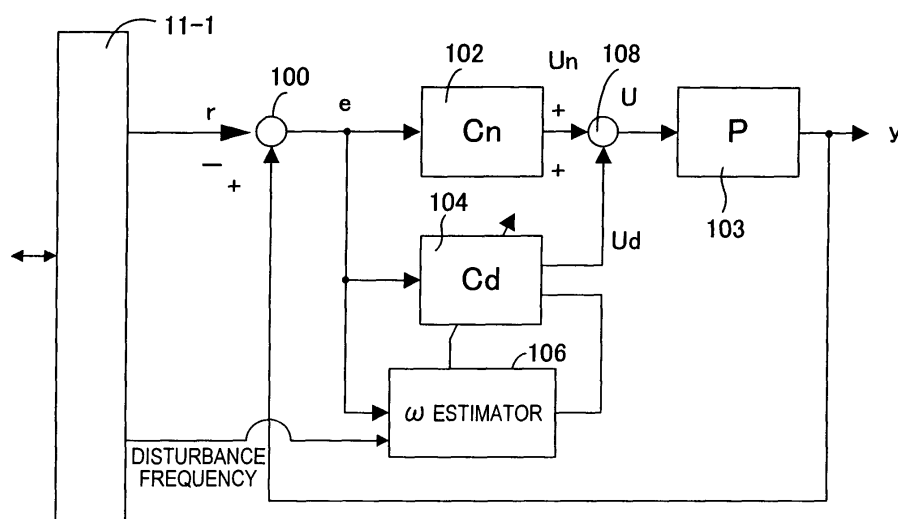 11-1
100
r
−
+
e
102
Cn
Un
+
+
108
U
P
103
y
104
Cd
Ud
106
ω ESTIMATOR
DISTURBANCE
FREQUENCY